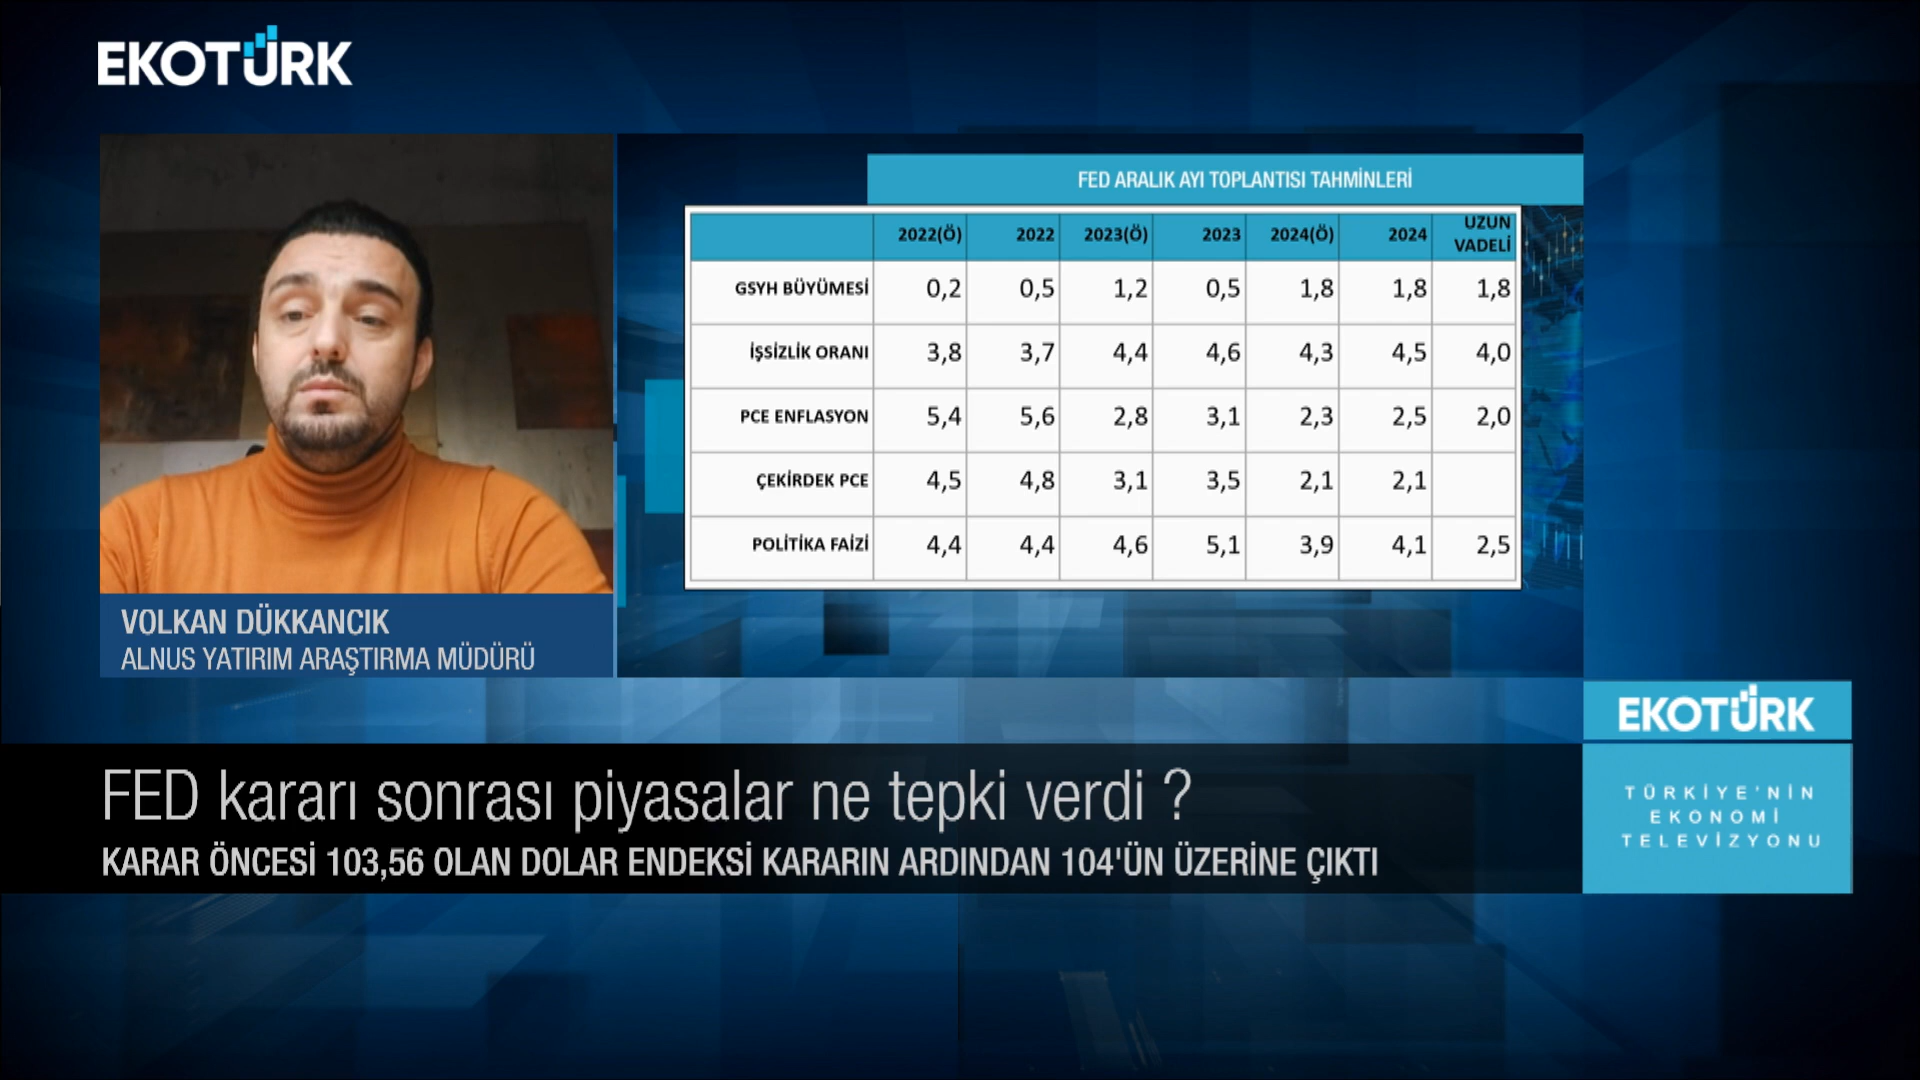 EKOTÜRK
FED ARALIK AYI TOPLANTISI TAHMİNLERİ
2022(Ö) 2022 2023(Ö) 2023 2024(Ö) 2024 UZUN VADELİ
GSYH BÜYÜMESİ 0,2 0,5 1,2 0,5 1,8 1,8 1,8
İŞSİZLİK ORANI 3,8 3,7 4,4 4,6 4,3 4,5 4,0
PCE ENFLASYON 5,4 5,6 2,8 3,1 2,3 2,5 2,0
ÇEKİRDEK PCE 4,5 4,8 3,1 3,5 2,1 2,1
POLİTİKA FAİZİ 4,4 4,4 4,6 5,1 3,9 4,1 2,5
VOLKAN DÜKKANCIK
ALNUS YATIRIM ARAŞTIRMA MÜDÜRÜ
EKOTÜRK
FED kararı sonrası piyasalar ne tepki verdi ?
KARAR ÖNCESİ 103,56 OLAN DOLAR ENDEKSİ KARARIN ARDINDAN 104'ÜN ÜZERİNE ÇIKTI
TÜRKİYE'NİN
EKONOMİ
TELEVİZYONU